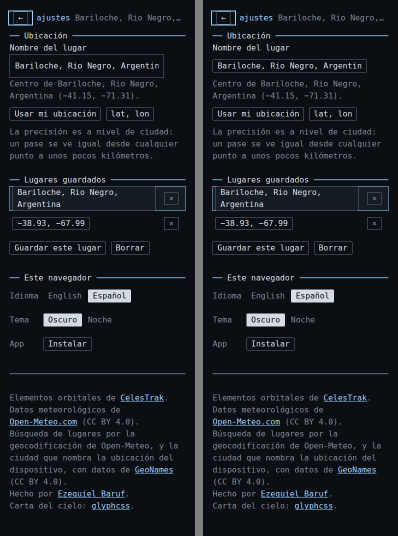 ← ajustes Bariloche, Río Negro,…
Ubicación
Nombre del lugar
Bariloche, Río Negro, Argentin
Centro de Bariloche, Río Negro,
Argentina (−41.15, −71.31).
Usar mi ubicación lat, lon
La precisión es a nivel de ciudad:
un pase se ve igual desde cualquier
punto a unos pocos kilómetros.
Lugares guardados
Bariloche, Río Negro,
Argentina ×
−38.93, −67.99 ×
Guardar este lugar Borrar
Este navegador
Idioma English Español
Tema Oscuro Noche
App Instalar
Elementos orbitales de CelesTrak.
Datos meteorológicos de
Open-Meteo.com (CC BY 4.0).
Búsqueda de lugares por la
geocodificación de Open-Meteo, y la
ciudad que nombra la ubicación del
dispositivo, con datos de GeoNames
(CC BY 4.0).
Hecho por Ezequiel Baruf.
Carta del cielo: glyphcss.
← ajustes Bariloche, Río Negro,…
Ubicación
Nombre del lugar
Bariloche, Río Negro, Argentin
Centro de Bariloche, Río Negro,
Argentina (−41.15, −71.31).
Usar mi ubicación lat, lon
La precisión es a nivel de ciudad:
un pase se ve igual desde cualquier
punto a unos pocos kilómetros.
Lugares guardados
Bariloche, Río Negro,
Argentina ×
−38.93, −67.99 ×
Guardar este lugar Borrar
Este navegador
Idioma English Español
Tema Oscuro Noche
App Instalar
Elementos orbitales de CelesTrak.
Datos meteorológicos de
Open-Meteo.com (CC BY 4.0).
Búsqueda de lugares por la
geocodificación de Open-Meteo, y la
ciudad que nombra la ubicación del
dispositivo, con datos de GeoNames
(CC BY 4.0).
Hecho por Ezequiel Baruf.
Carta del cielo: glyphcss.